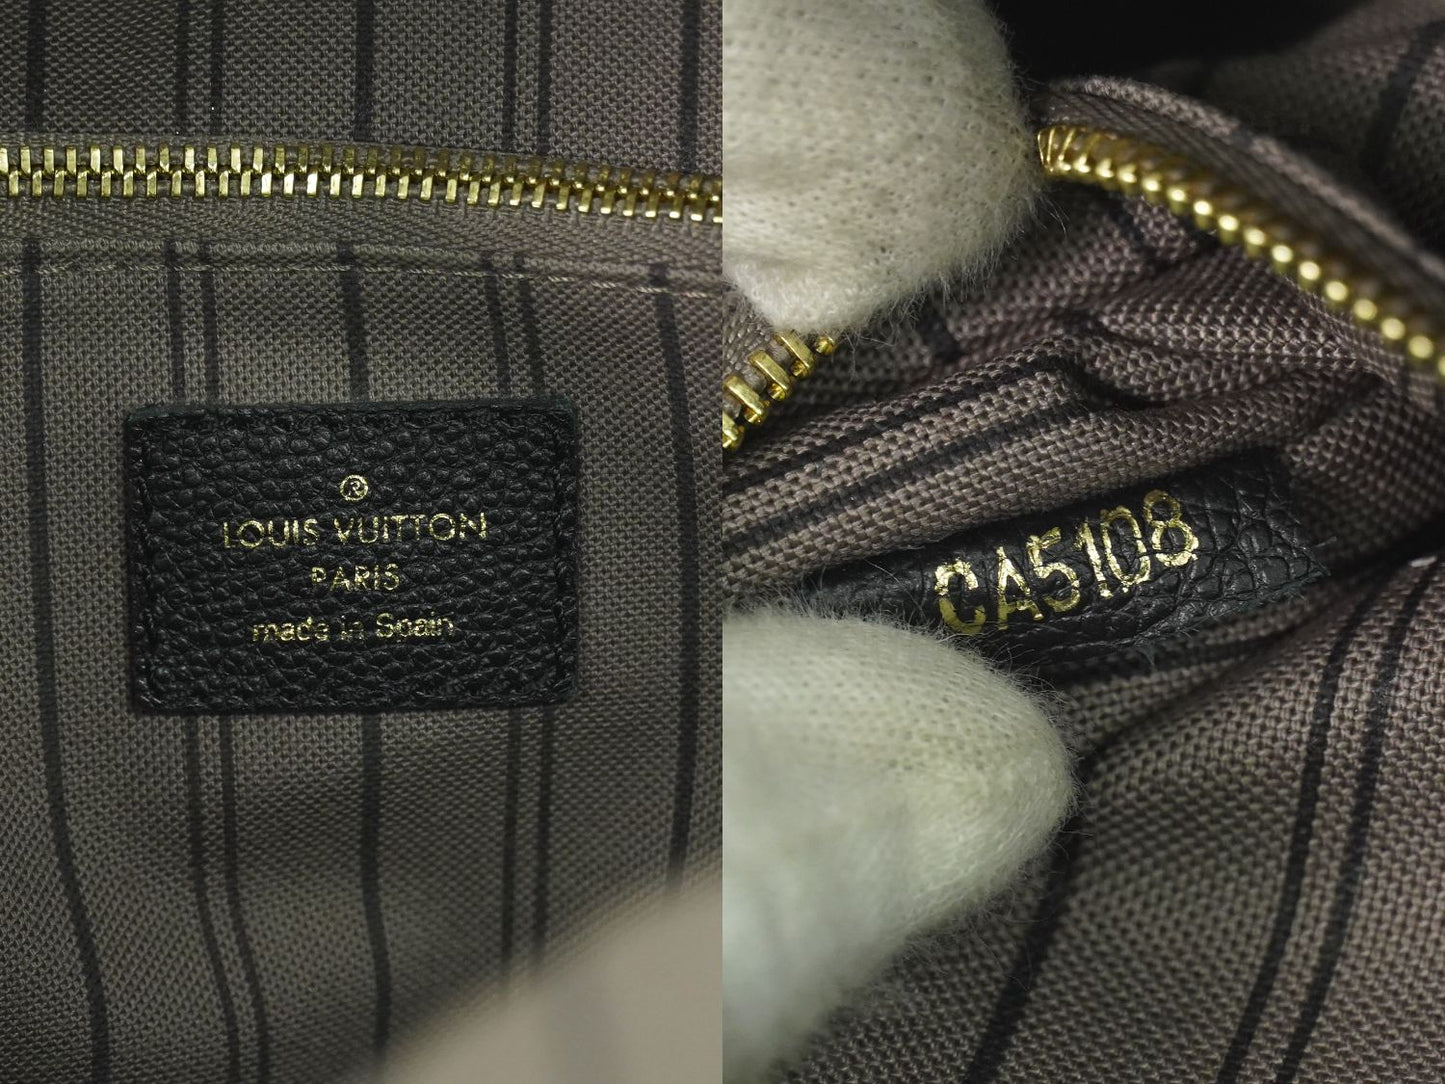 ®
LOUIS VUITTON
PARIS
made in Spain
CA5108